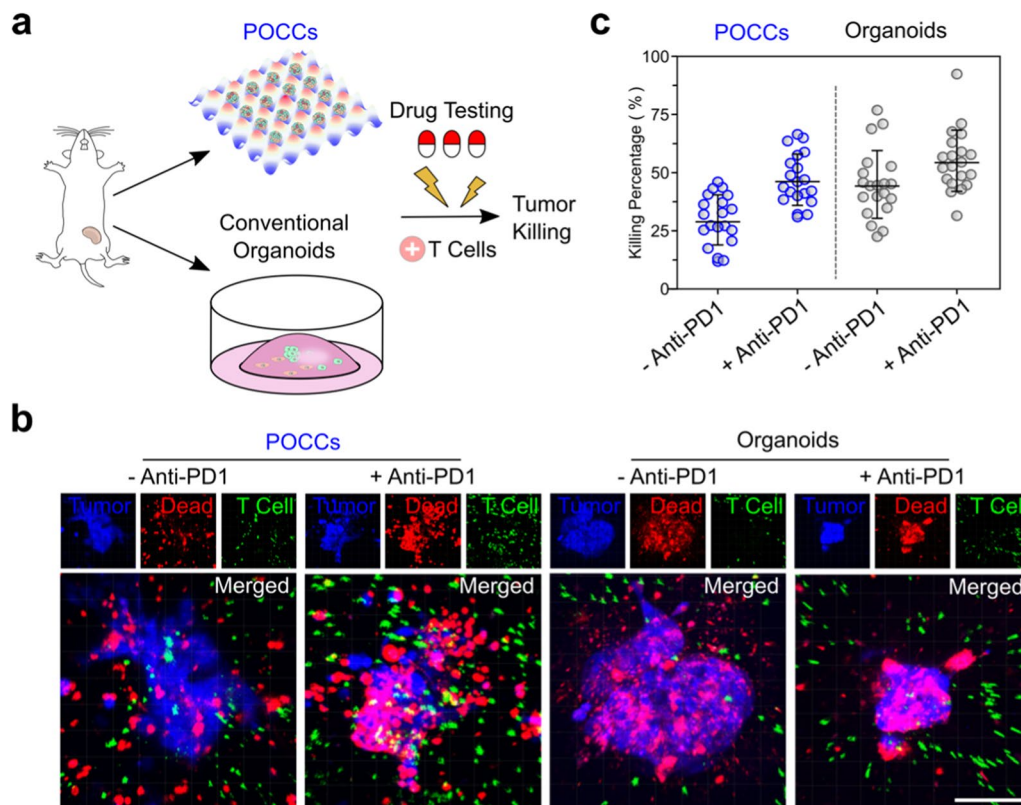 a
POCCs
Drug Testing
Conventional
Organoids
+ T Cells
Tumor
Killing
c
POCCs Organoids
Killing Percentage (%)
100
75
50
25
0
- Anti-PD1 + Anti-PD1 - Anti-PD1 + Anti-PD1
b
POCCs Organoids
- Anti-PD1 + Anti-PD1 - Anti-PD1 + Anti-PD1
Tumor Dead T Cell Tumor Dead T Cell Tumor Dead T Cell Tumor Dead T Cell
Merged Merged Merged Merged